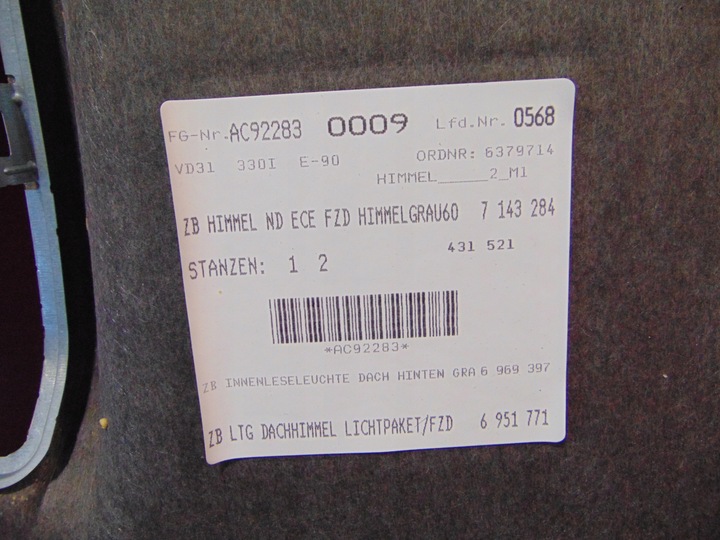 FG-Nr. AC92283 0009 Lfd.Nr. 0568
VD31 330I E-90 ORDNR: 6379714
HIMMEL_____2_M1
ZB HIMMEL ND ECE FZD HIMMELGRAU60 7 143 284
431 521
STANZEN: 1 2
*AC92283*
ZB INNENLESELEUCHTE DACH HINTEN GRA 6 969 397
ZB LTG DACHHIMMEL LICHTPAKET/FZD 6 951 771